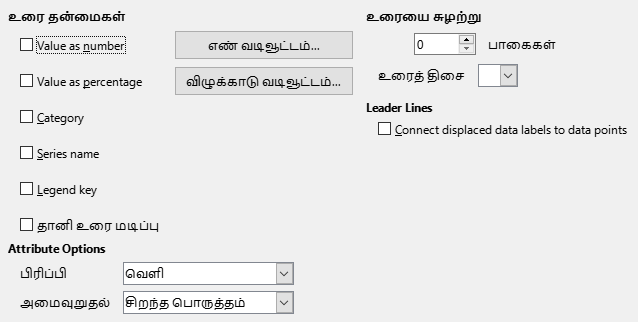 உரை தன்மைகள்
Value as number
எண் வடிவூட்டம்...
Value as percentage
விழுக்காடு வடிவூட்டம்...
Category
Series name
Legend key
தானி உரை மடிப்பு
Attribute Options
பிரிப்பி
வெளி
அமைவுறுதல்
சிறந்த பொருத்தம்
உரையை சுழற்று
0
பாகைகள்
உரைத் திசை
Leader Lines
Connect displaced data labels to data points